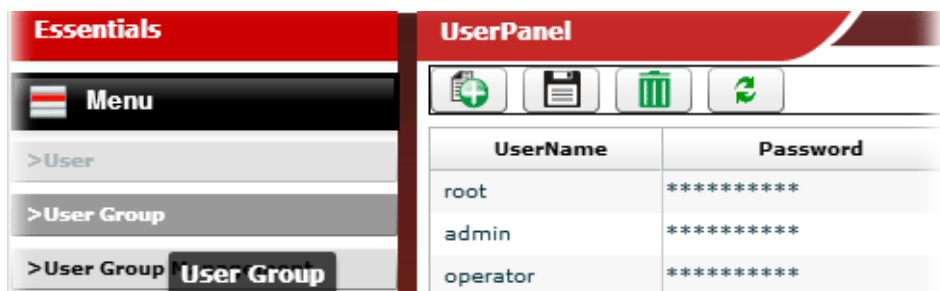 Essentials
Menu
>User
>User Group
>User Group
User Group
UserPanel
UserName Password
root **********
admin **********
operator **********